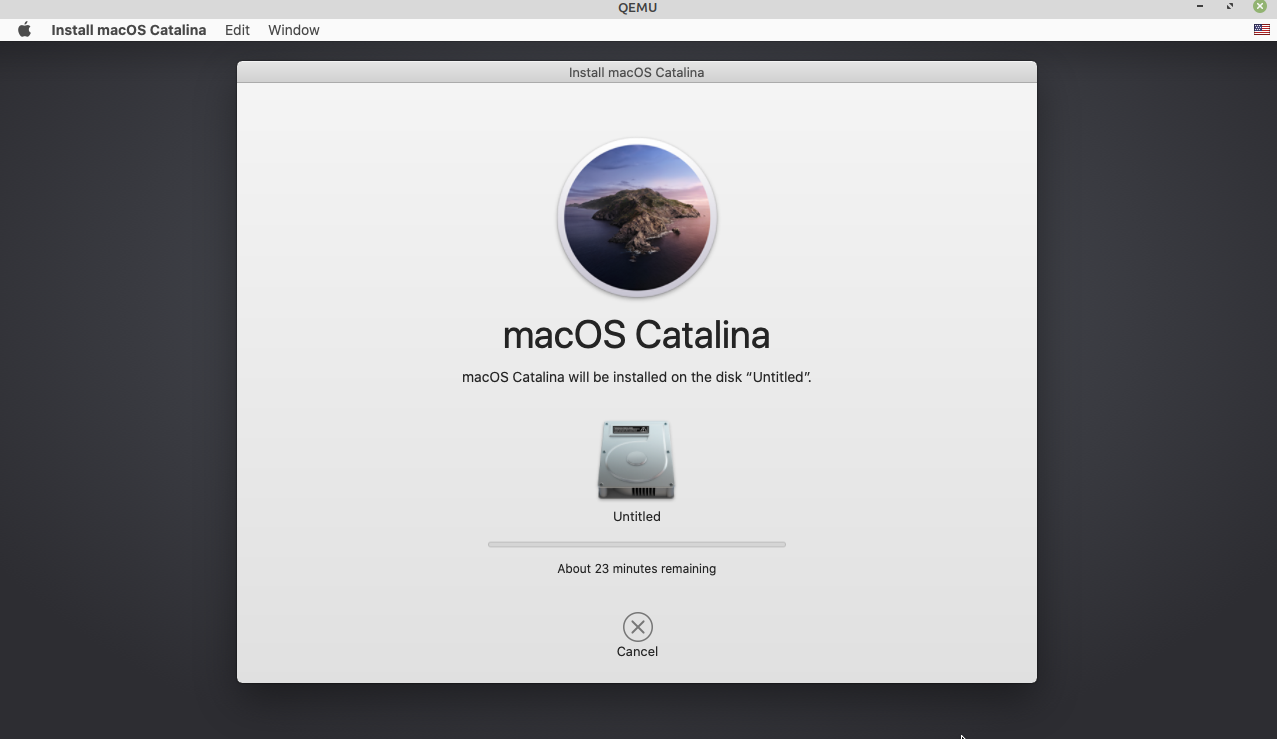 QEMU
Install macOS Catalina Edit Window
Install macOS Catalina
macOS Catalina
macOS Catalina will be installed on the disk “Untitled”.
Untitled
About 23 minutes remaining
Cancel